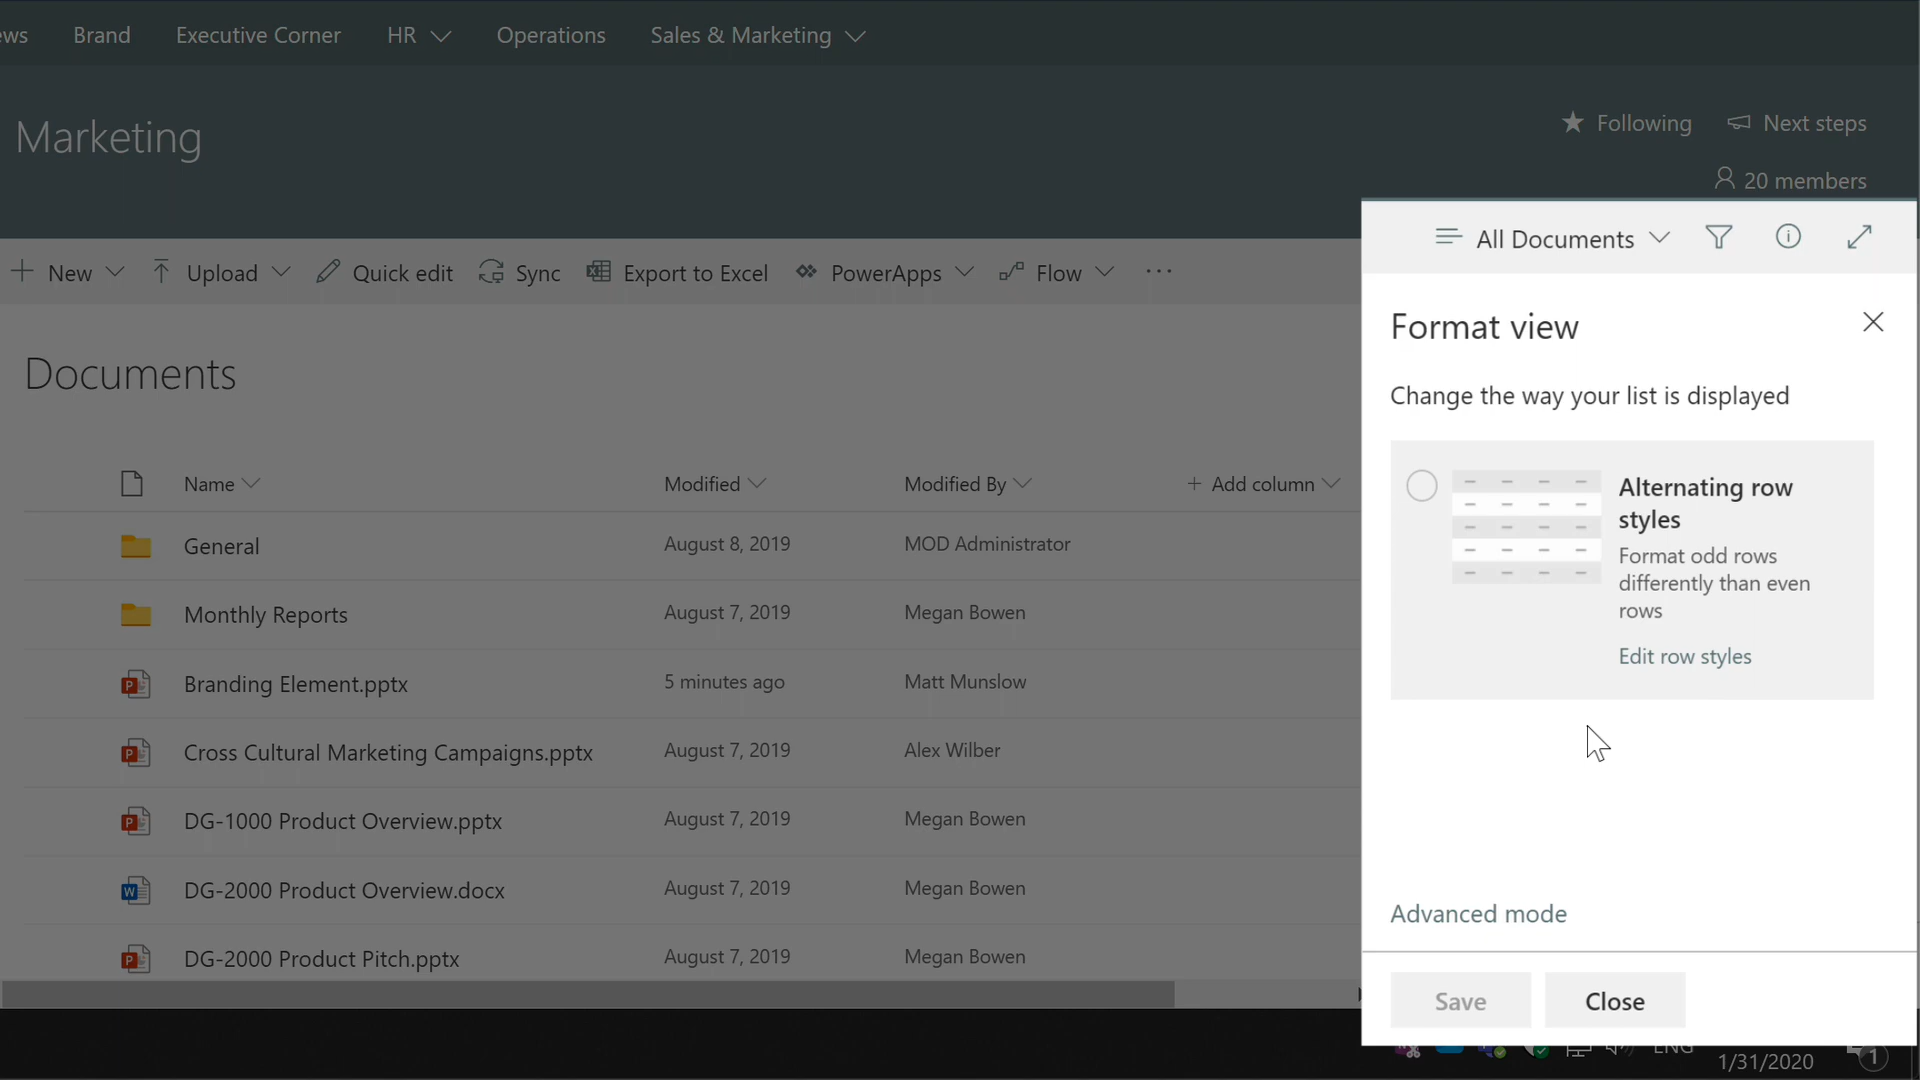 Brand Executive Corner HR Operations Sales & Marketing
Marketing
Following Next steps
20 members
New Upload Quick edit Sync Export to Excel PowerApps Flow ···
All Documents
Documents
Name Modified Modified By + Add column
General August 8, 2019 MOD Administrator
Monthly Reports August 7, 2019 Megan Bowen
Branding Element.pptx 5 minutes ago Matt Munslow
Cross Cultural Marketing Campaigns.pptx August 7, 2019 Alex Wilber
DG-1000 Product Overview.pptx August 7, 2019 Megan Bowen
DG-2000 Product Overview.docx August 7, 2019 Megan Bowen
DG-2000 Product Pitch.pptx August 7, 2019 Megan Bowen
Format view
Change the way your list is displayed
Alternating row
styles
Format odd rows
differently than even
rows
Edit row styles
Advanced mode
Save Close
ENG
1/31/2020
1